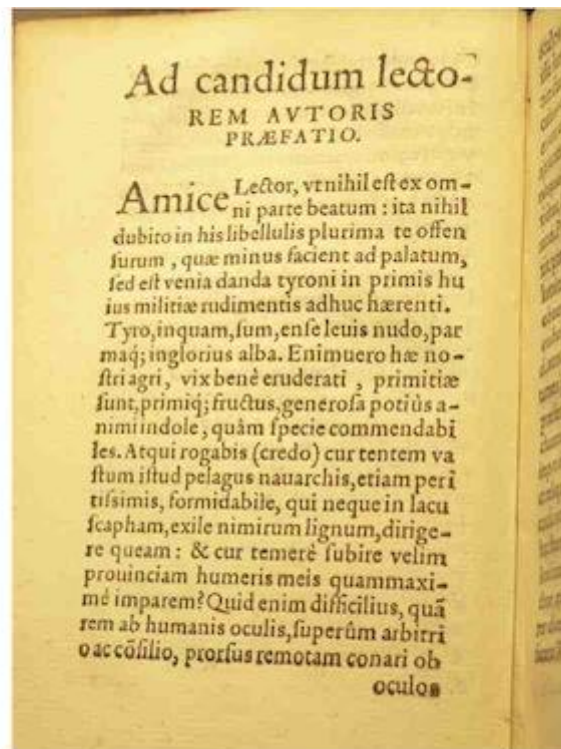 Ad candidum lecto-
REM AVTORIS
PRÆFATIO.
Amice Lector, vt nihil est ex om-
ni parte beatum : ita nihil
dubito in his libellulis plurima te offen
surum , quæ minus facient ad palatum,
sed est venia danda tyroni in primis hu
ius militiæ rudimentis adhuc hærenti.
Tyro, inquam, sum, ense leuis nudo, par
maq; inglorius alba. Enimuero hæ no-
stri agri , vix benè eruderati , primitiæ
sunt, primiq; fructus, generosa potiùs a-
nimi indole , quàm specie commendabi
les. Atqui rogabis (credo) cur tentem va
stum istud pelagus nauarchis, etiam peri
tissimis, formidabile, qui neque in lacu
scapham, exile nimirum lignum, dirige-
re queam : & cur temerè subire velim
prouinciam humeris meis quammaxi-
mè imparem? Quid enim difficilius, quã
rem ab humanis oculis, superûm arbitri
o ac cõsilio, prorsus remotam conari ob
oculos